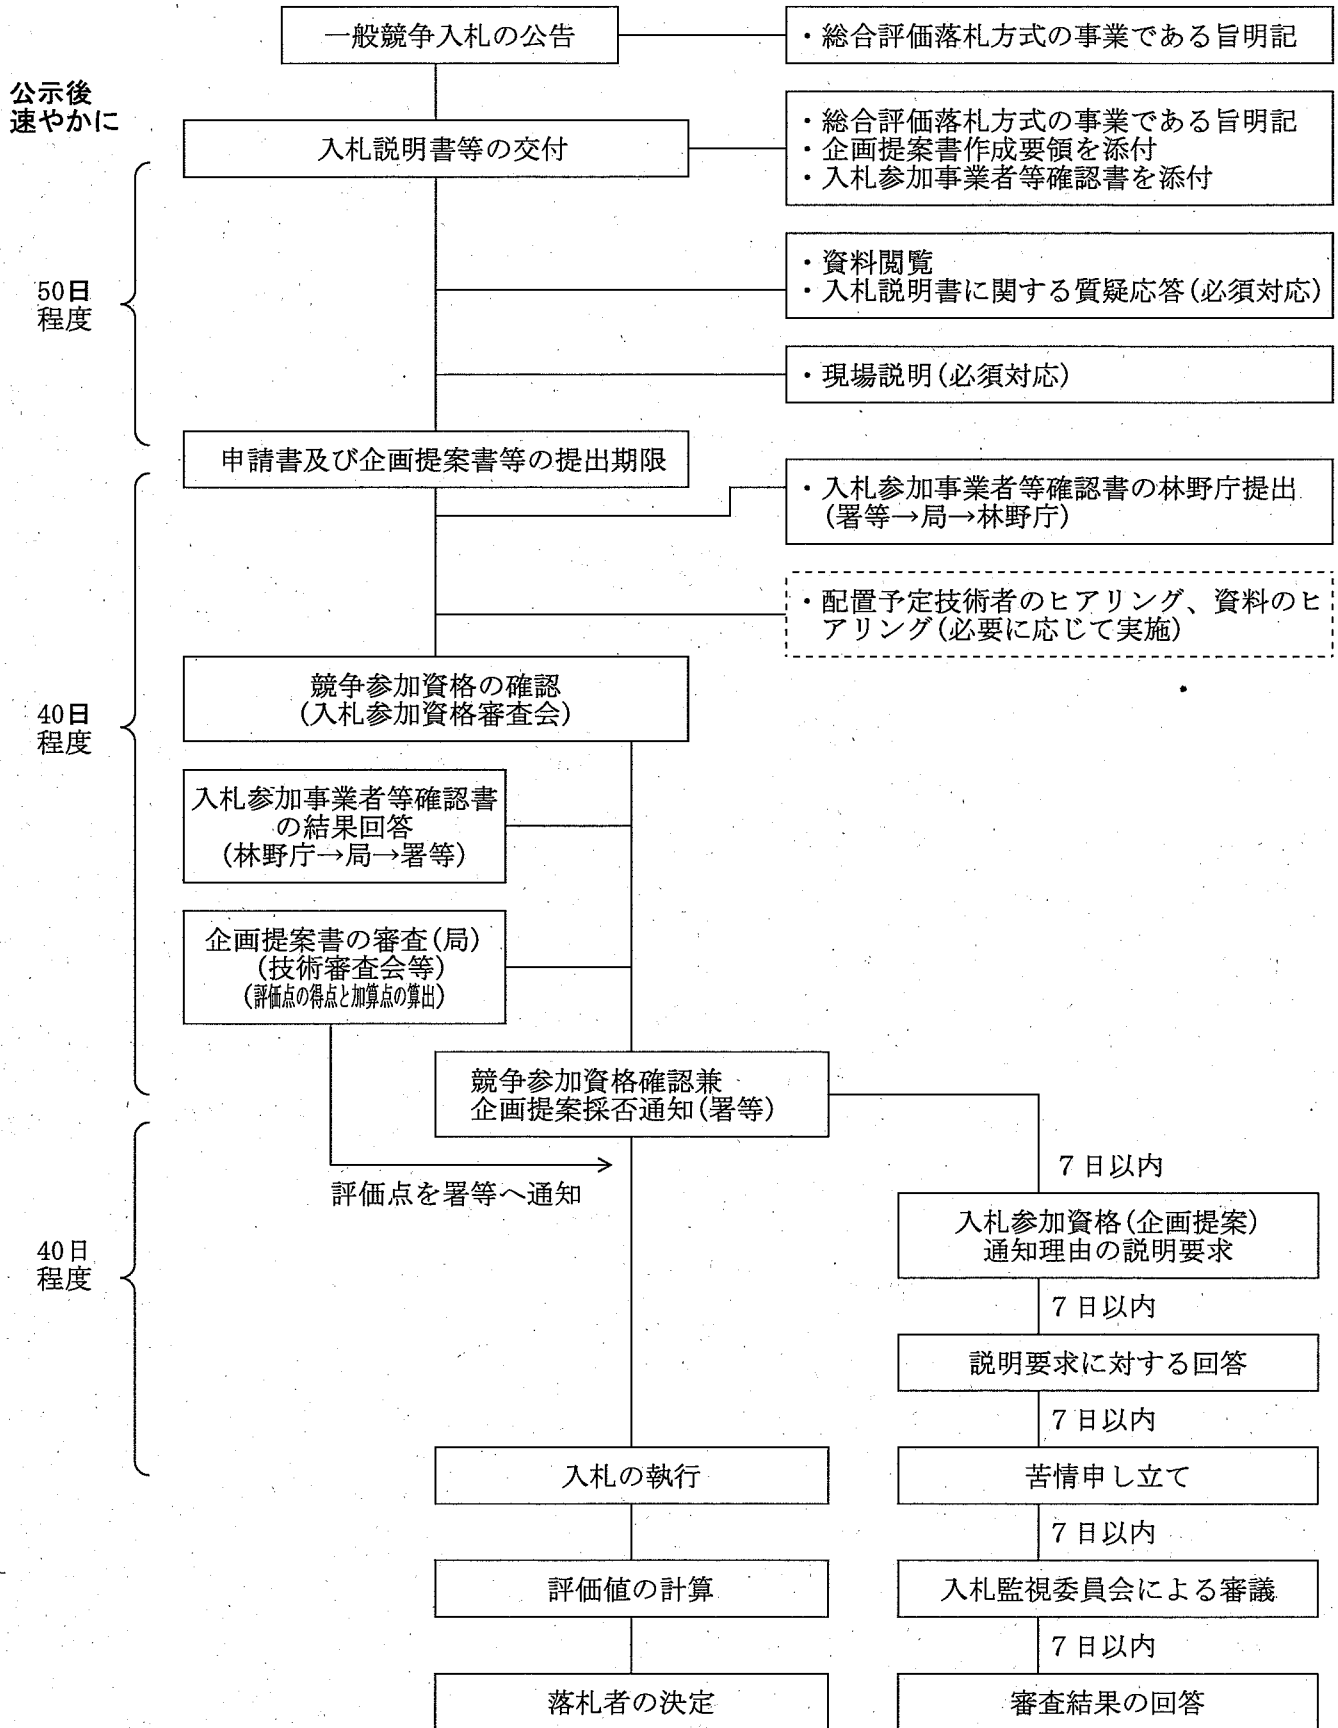 一般競争入札の公告
・総合評価落札方式の事業である旨明記
公示後
速やかに
入札説明書等の交付
・総合評価落札方式の事業である旨明記
・企画提案書作成要領を添付
・入札参加事業者等確認書を添付
50日
程度
・資料閲覧
・入札説明書に関する質疑応答(必須対応)
・現場説明(必須対応)
申請書及び企画提案書等の提出期限
・入札参加事業者等確認書の林野庁提出
(署等→局→林野庁)
・配置予定技術者のヒアリング、資料のヒ
アリング(必要に応じて実施)
40日
程度
競争参加資格の確認
(入札参加資格審査会)
入札参加事業者等確認書
の結果回答
(林野庁→局→署等)
企画提案書の審査(局)
(技術審査会等)
(評価点の得点と加算点の算出)
競争参加資格確認兼
企画提案採否通知(署等)
評価点を署等へ通知
7日以内
入札参加資格(企画提案)
通知理由の説明要求
40日
程度
7日以内
説明要求に対する回答
7日以内
入札の執行
苦情申し立て
7日以内
評価値の計算
入札監視委員会による審議
7日以内
落札者の決定
審査結果の回答